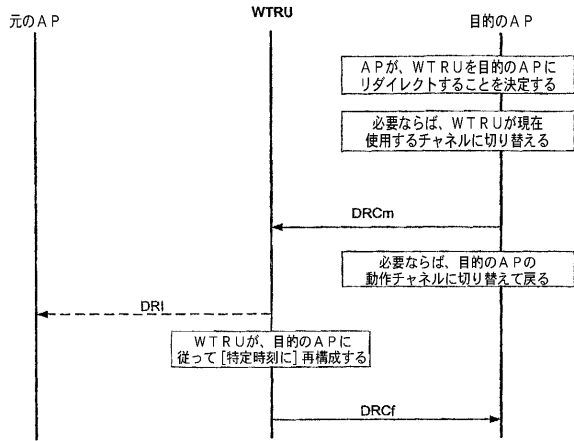 元のAP
WTRU
目的のAP
APが、WTRUを目的のAPに
リダイレクトすることを決定する
必要ならば、WTRUが現在
使用するチャネルに切り替える
DRCm
必要ならば、目的のAPの
動作チャネルに切り替えて戻る
DRI
WTRUが、目的のAPに
従って[特定時刻に]再構成する
DRCf